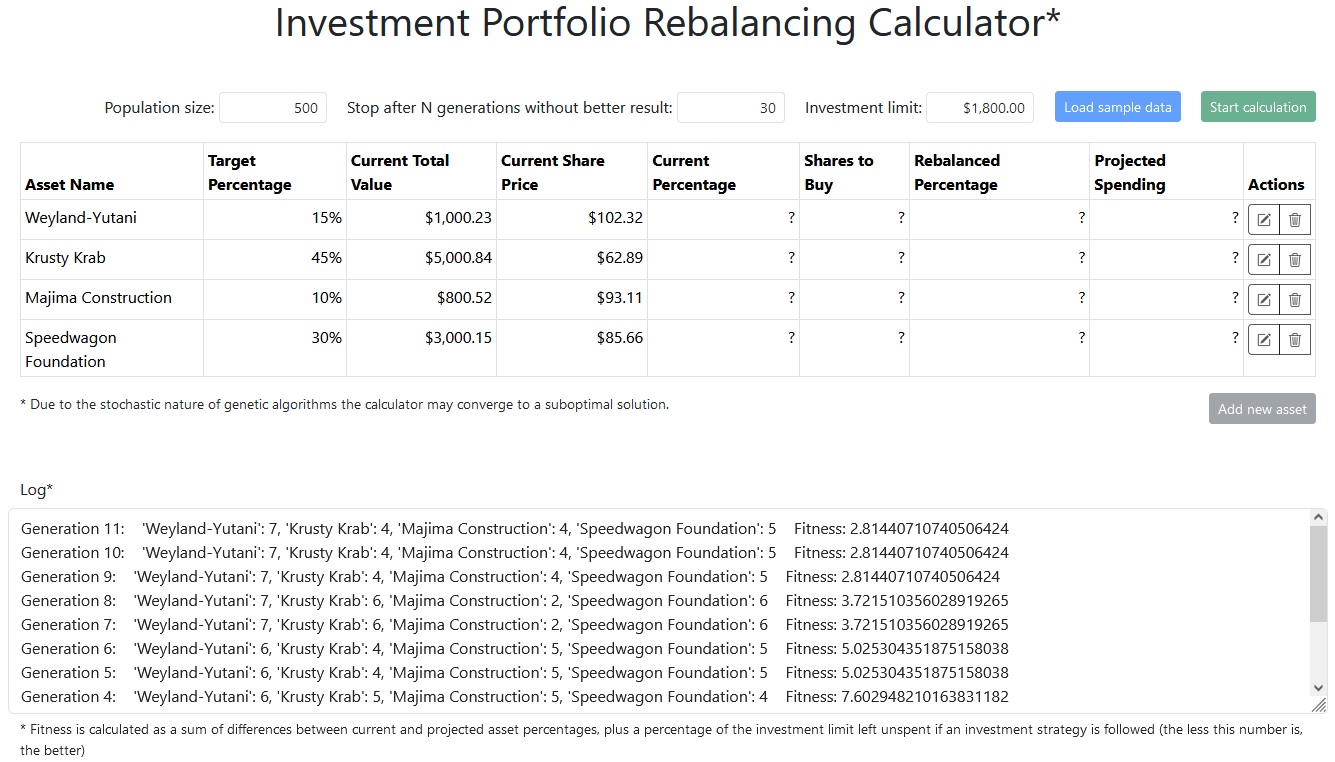 Investment Portfolio Rebalancing Calculator*
Population size: 500 Stop after N generations without better result: 30 Investment limit: $1,800.00 Load sample data Start calculation
Asset Name Target Percentage Current Total Value Current Share Price Current Percentage Shares to Buy Rebalanced Percentage Projected Spending Actions
Weyland-Yutani 15% $1,000.23 $102.32 ? ? ? ?
Krusty Krab 45% $5,000.84 $62.89 ? ? ? ?
Majima Construction 10% $800.52 $93.11 ? ? ? ?
Speedwagon Foundation 30% $3,000.15 $85.66 ? ? ? ?
* Due to the stochastic nature of genetic algorithms the calculator may converge to a suboptimal solution.
Add new asset
Log*
Generation 11: 'Weyland-Yutani': 7, 'Krusty Krab': 4, 'Majima Construction': 4, 'Speedwagon Foundation': 5 Fitness: 2.81440710740506424
Generation 10: 'Weyland-Yutani': 7, 'Krusty Krab': 4, 'Majima Construction': 4, 'Speedwagon Foundation': 5 Fitness: 2.81440710740506424
Generation 9: 'Weyland-Yutani': 7, 'Krusty Krab': 4, 'Majima Construction': 4, 'Speedwagon Foundation': 5 Fitness: 2.81440710740506424
Generation 8: 'Weyland-Yutani': 7, 'Krusty Krab': 6, 'Majima Construction': 2, 'Speedwagon Foundation': 6 Fitness: 3.721510356028919265
Generation 7: 'Weyland-Yutani': 7, 'Krusty Krab': 6, 'Majima Construction': 2, 'Speedwagon Foundation': 6 Fitness: 3.721510356028919265
Generation 6: 'Weyland-Yutani': 6, 'Krusty Krab': 4, 'Majima Construction': 5, 'Speedwagon Foundation': 5 Fitness: 5.025304351875158038
Generation 5: 'Weyland-Yutani': 6, 'Krusty Krab': 4, 'Majima Construction': 5, 'Speedwagon Foundation': 5 Fitness: 5.025304351875158038
Generation 4: 'Weyland-Yutani': 6, 'Krusty Krab': 5, 'Majima Construction': 5, 'Speedwagon Foundation': 4 Fitness: 7.602948210163831182
* Fitness is calculated as a sum of differences between current and projected asset percentages, plus a percentage of the investment limit left unspent if an investment strategy is followed (the less this number is,
the better)